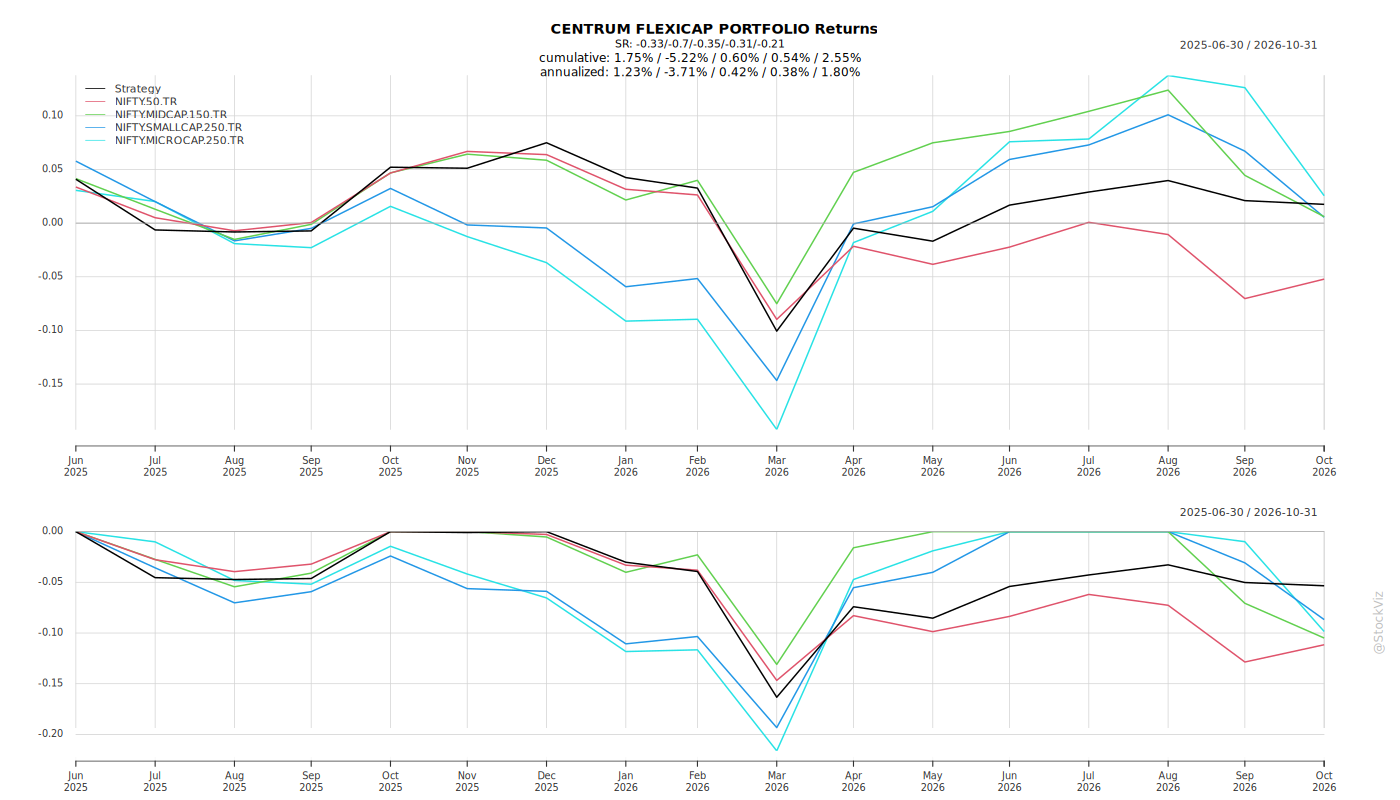 CENTRUM FLEXICAP PORTFOLIO Returns
SR: -0.33/-0.7/-0.35/-0.31/-0.21
cumulative: 1.75% / -5.22% / 0.60% / 0.54% / 2.55%
annualized: 1.23% / -3.71% / 0.42% / 0.38% / 1.80%
2025-06-30 / 2026-10-31
Strategy
NIFTY.50.TR
NIFTY.MIDCAP.150.TR
NIFTY.SMALLCAP.250.TR
NIFTY.MICROCAP.250.TR
0.10
0.05
0.00
-0.05
-0.10
-0.15
Jun Jul Aug Sep Oct Nov Dec Jan Feb Mar Apr May Jun Jul Aug Sep Oct
2025 2025 2025 2025 2025 2025 2025 2026 2026 2026 2026 2026 2026 2026 2026 2026 2026
2025-06-30 / 2026-10-31
0.00
-0.05
-0.10
-0.15
-0.20
Jun Jul Aug Sep Oct Nov Dec Jan Feb Mar Apr May Jun Jul Aug Sep Oct
2025 2025 2025 2025 2025 2025 2025 2026 2026 2026 2026 2026 2026 2026 2026 2026 2026
@StockViz